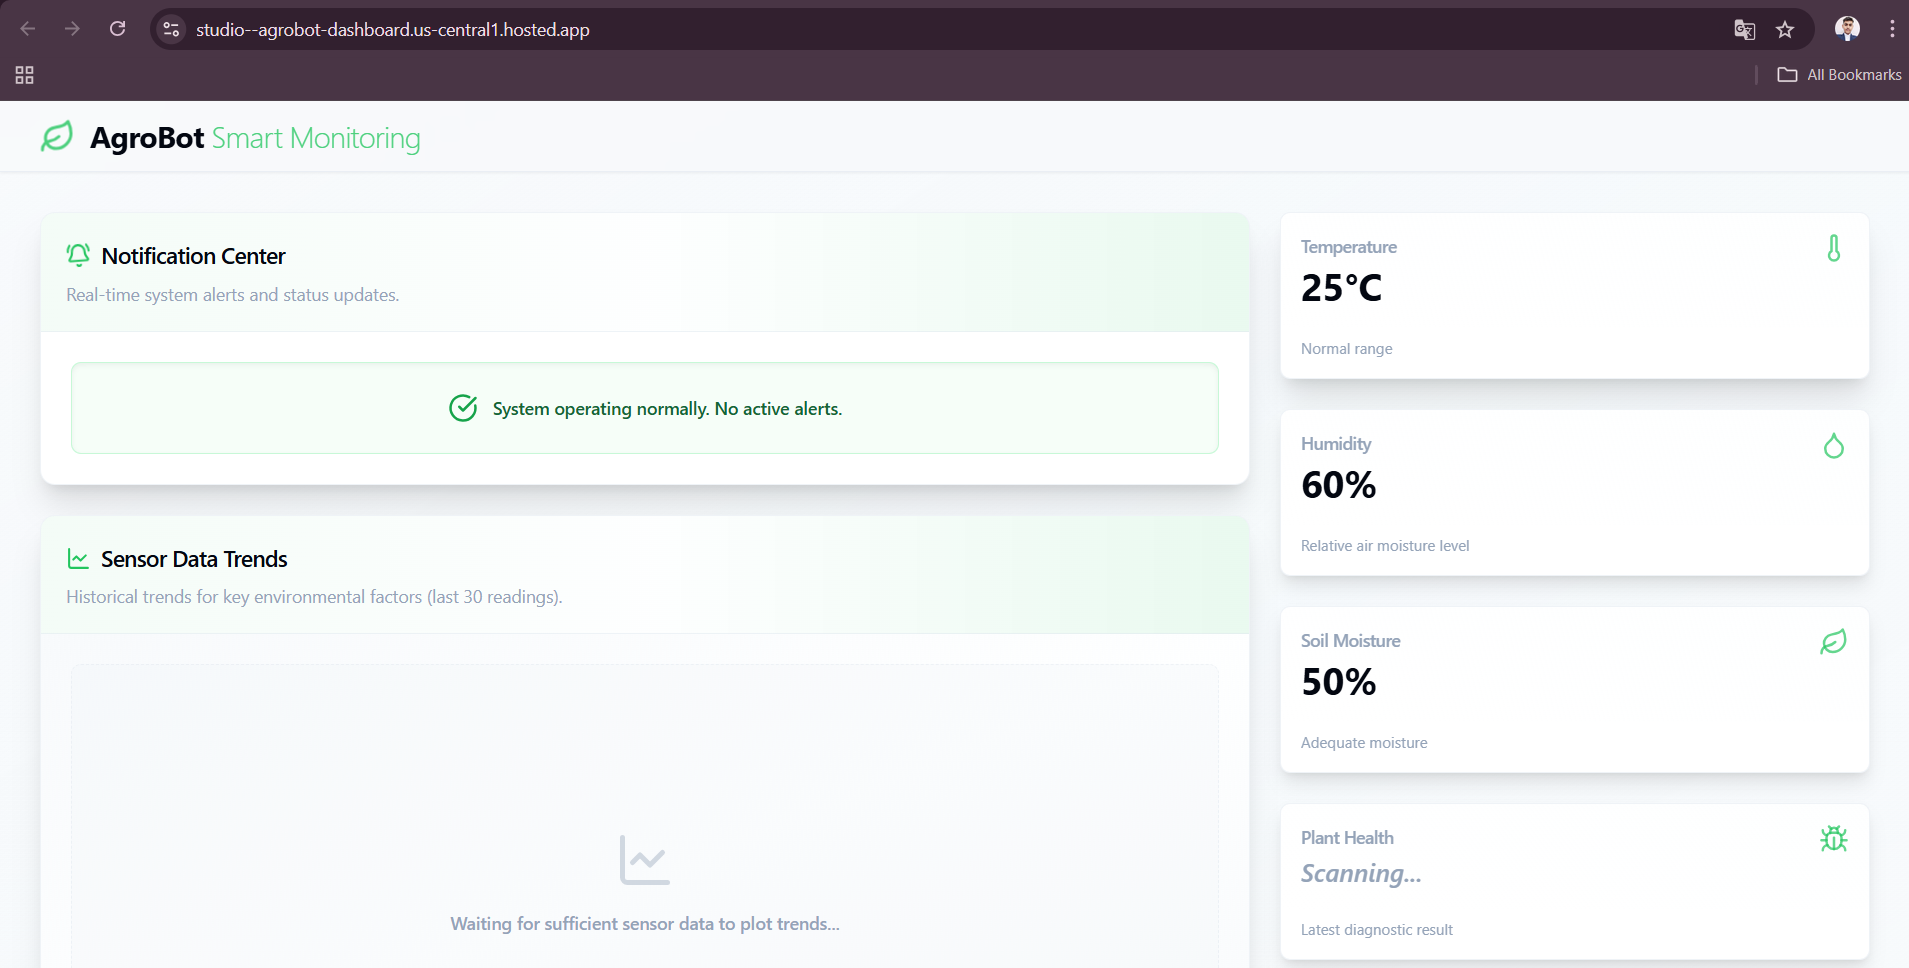 studio--agrobot-dashboard.us-central1.hosted.app
All Bookmarks
AgroBot Smart Monitoring
Notification Center
Real-time system alerts and status updates.
System operating normally. No active alerts.
Sensor Data Trends
Historical trends for key environmental factors (last 30 readings).
Waiting for sufficient sensor data to plot trends...
Temperature
25°C
Normal range
Humidity
60%
Relative air moisture level
Soil Moisture
50%
Adequate moisture
Plant Health
Scanning...
Latest diagnostic result